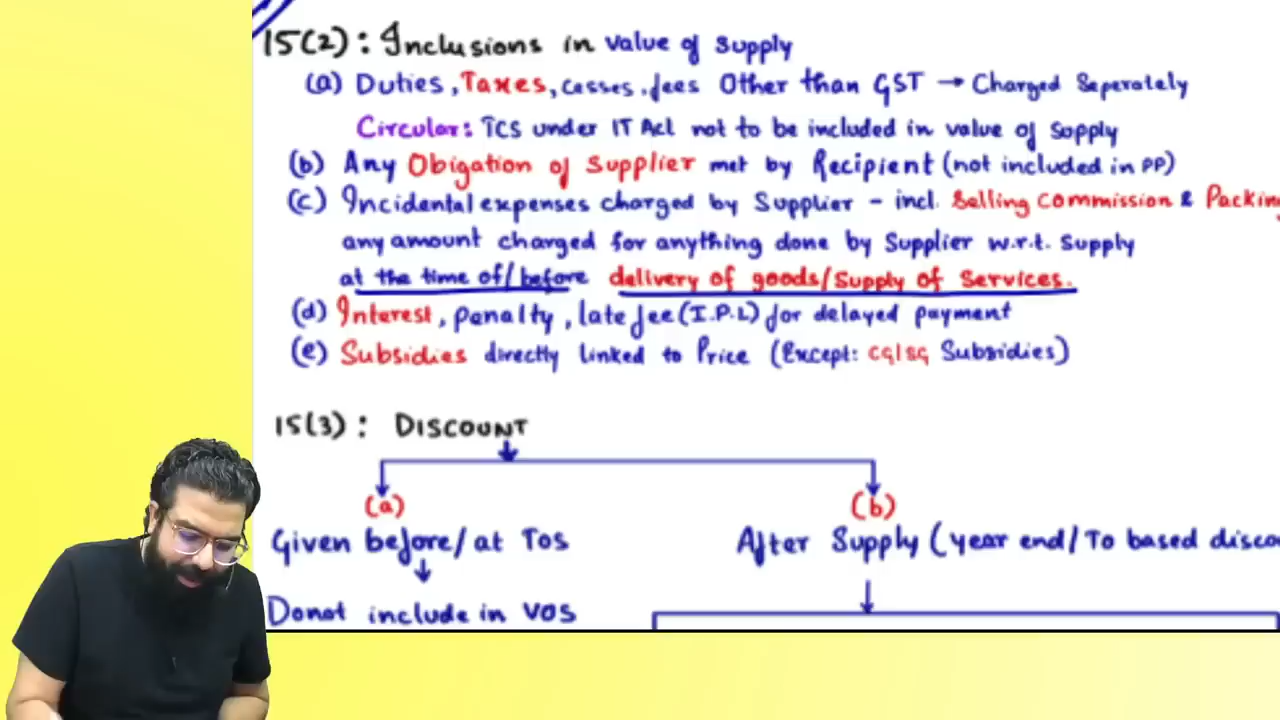 15(2) : Inclusions in value of supply
(a) Duties, Taxes, cesses, fees Other than GST → Charged Seperately
Circular: TCS under IT Act not to be included in value of Supply
(b) Any Obigation of Supplier met by Recipient (not included in PP)
(c) Incidental expenses charged by Supplier - incl. Selling Commission & Packin
any amount charged for anything done by Supplier w.r.t. Supply
at the time of/before delivery of goods/Supply of Services.
(d) Interest, penalty, late fee (I.P.L) for delayed payment
(e) Subsidies directly linked to Price (Except: CG/SG Subsidies)
15(3) : DISCOUNT
(a) (b)
Given before/at TOS After Supply (year end/To based disco
Donot include in VOS